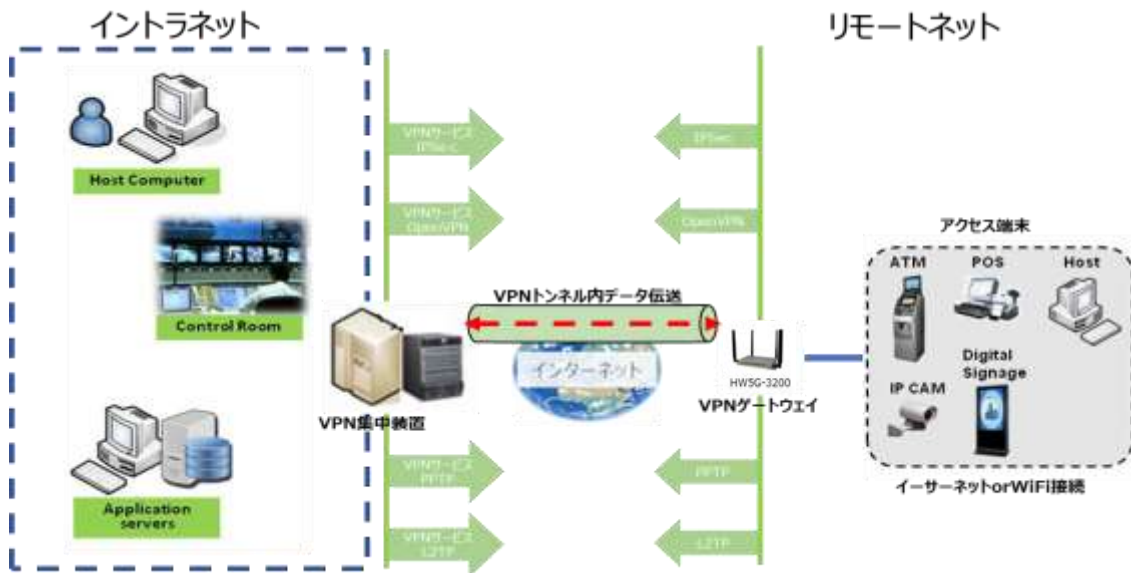 イントラネット
リモートネット
Host Computer
VPNサービス
IPSec
IPSec
VPNサービス
OpenVPN
OpenVPN
Control Room
VPNトンネル内データ伝送
インターネット
VPN集中装置
HWSG-3200
VPNゲートウェイ
アクセス端末
ATM
POS
Host
Digital
Signage
IP CAM
イーサーネットorWiFi接続
Application
servers
VPNサービス
PPTP
PPTP
VPNサービス
L2TP
L2TP